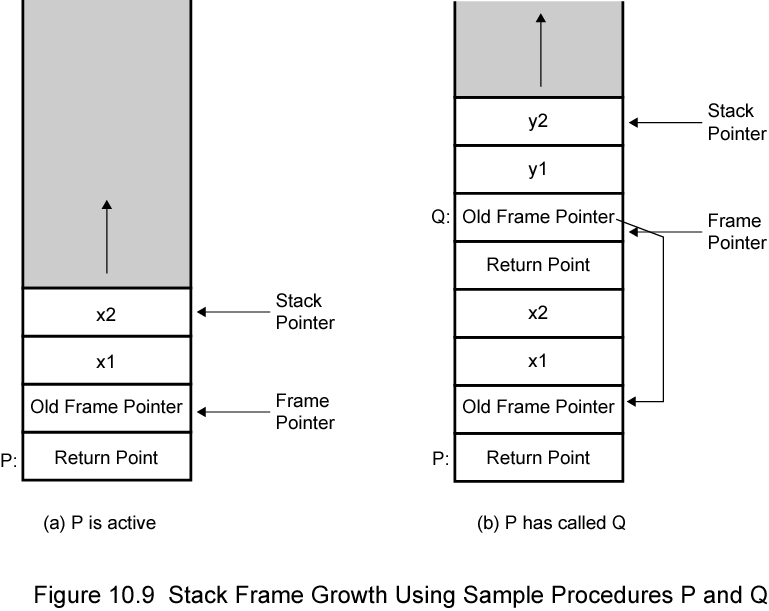 x2
x1
Old Frame Pointer
P:
Return Point
Stack
Pointer
Frame
Pointer
(a) P is active
y2
y1
Q:
Old Frame Pointer
Return Point
x2
x1
Old Frame Pointer
P:
Return Point
Stack
Pointer
Frame
Pointer
(b) P has called Q
Figure 10.9 Stack Frame Growth Using Sample Procedures P and Q